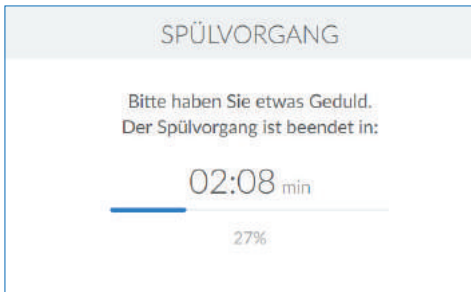 SPÜLVORGANG
Bitte haben Sie etwas Geduld.
Der Spülvorgang ist beendet in:
02:08 min
27%